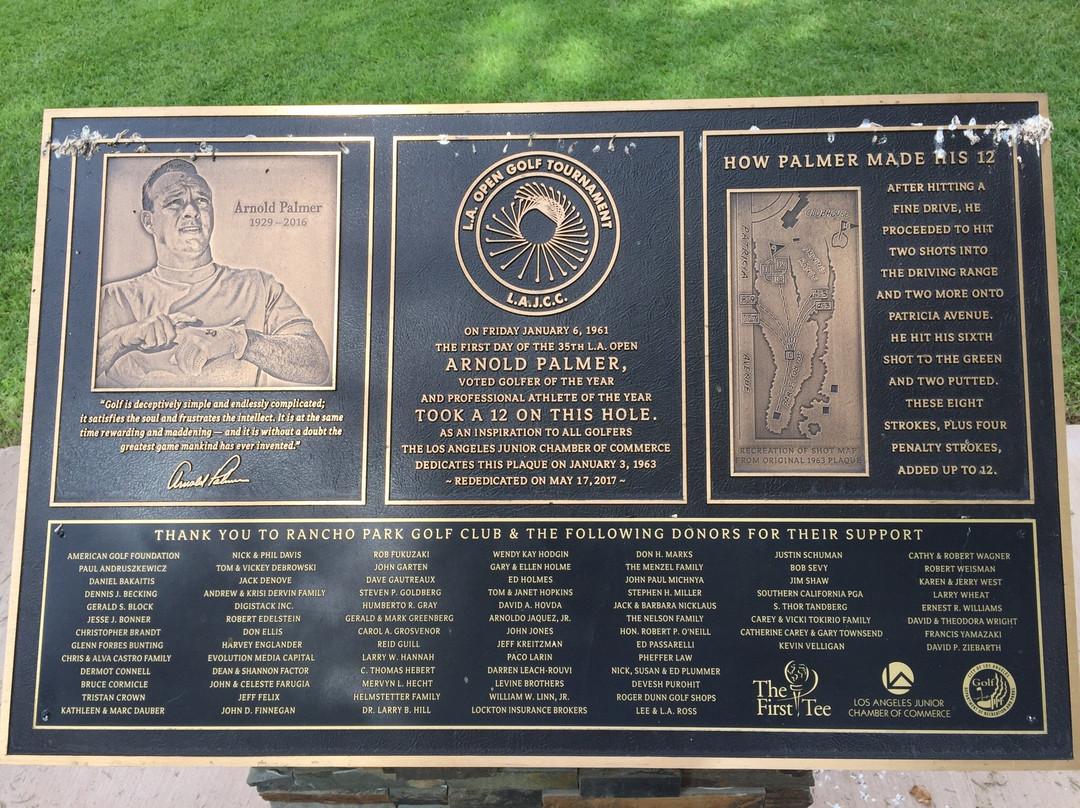 Arnold Palmer
1929 – 2016
"Golf is deceptively simple and endlessly complicated;
it satisfies the soul and frustrates the intellect. It is at the same
time rewarding and maddening — and it is without a doubt the
greatest game mankind has ever invented."
Arnold Palmer
L.A. OPEN GOLF TOURNAMENT
L.A.J.C.C.
ON FRIDAY JANUARY 6, 1961
THE FIRST DAY OF THE 35TH L.A. OPEN
ARNOLD PALMER,
VOTED GOLFER OF THE YEAR
AND PROFESSIONAL ATHLETE OF THE YEAR
TOOK A 12 ON THIS HOLE.
AS AN INSPIRATION TO ALL GOLFERS
THE LOS ANGELES JUNIOR CHAMBER OF COMMERCE
DEDICATES THIS PLAQUE ON JANUARY 3, 1963
~ REDEDICATED ON MAY 17, 2017 ~
HOW PALMER MADE HIS 12
CLUBHOUSE
PATRICIA
AVENUE
DRIVING RANGE
RECREATION OF SHOT MAP
FROM ORIGINAL 1963 PLAQUE
AFTER HITTING A
FINE DRIVE, HE
PROCEEDED TO HIT
TWO SHOTS INTO
THE DRIVING RANGE
AND TWO MORE ONTO
PATRICIA AVENUE.
HE HIT HIS SIXTH
SHOT TO THE GREEN
AND TWO PUTTED.
THESE EIGHT
STROKES, PLUS FOUR
PENALTY STROKES,
ADDED UP TO 12.
THANK YOU TO RANCHO PARK GOLF CLUB & THE FOLLOWING DONORS FOR THEIR SUPPORT
AMERICAN GOLF FOUNDATION
PAUL ANDRUSZKEWICZ
DANIEL BAKAITIS
DENNIS J. BECKING
GERALD S. BLOCK
JESSE J. BONNER
CHRISTOPHER BRANDT
GLENN FORBES BUNTING
CHRIS & ALVA CASTRO FAMILY
DERMOT CONNELL
BRUCE CORMICLE
TRISTAN CROWN
KATHLEEN & MARC DAUBER
NICK & PHIL DAVIS
TOM & VICKEY DEBROWSKI
JACK DENOVE
ANDREW & KRISI DERVIN FAMILY
DIGISTACK INC.
ROBERT EDELSTEIN
DON ELLIS
HARVEY ENGLANDER
EVOLUTION MEDIA CAPITAL
DEAN & SHANNON FACTOR
JOHN & CELESTE FARUGIA
JEFF FELIX
JOHN D. FINNEGAN
ROB FUKUZAKI
JOHN GARTEN
DAVE GAUTREAUX
STEVEN P. GOLDBERG
HUMBERTO R. GRAY
GERALD & MARK GREENBERG
CAROL A. GROSVENOR
REID GUILL
LARRY W. HANNAH
C. THOMAS HEBERT
MERVYN L. HECHT
HELMSTETTER FAMILY
DR. LARRY B. HILL
WENDY KAY HODGIN
GARY & ELLEN HOLME
ED HOLMES
TOM & JANET HOPKINS
DAVID A. HOVDA
ARNOLDO JAQUEZ, JR.
JOHN JONES
JEFF KREITZMAN
PACO LARIN
DARREN LEACH-ROUVI
LEVINE BROTHERS
WILLIAM W. LINN, JR.
LOCKTON INSURANCE BROKERS
DON H. MARKS
THE MENZEL FAMILY
JOHN PAUL MICHNYA
STEPHEN H. MILLER
JACK & BARBARA NICKLAUS
THE NELSON FAMILY
HON. ROBERT P. O'NEILL
ED PASSARELLI
PHEFFER LAW
NICK, SUSAN & ED PLUMMER
DEVESH PUROHIT
ROGER DUNN GOLF SHOPS
LEE & L.A. ROSS
JUSTIN SCHUMAN
BOB SEVY
JIM SHAW
SOUTHERN CALIFORNIA PGA
S. THOR TANDBERG
CAREY & VICKI TOKIRIO FAMILY
CATHERINE CAREY & GARY TOWNSEND
KEVIN VELLIGAN
CATHY & ROBERT WAGNER
ROBERT WEISMAN
KAREN & JERRY WEST
LARRY WHEAT
ERNEST R. WILLIAMS
DAVID & THEODORA WRIGHT
FRANCIS YAMAZAKI
DAVID P. ZIEBARTH
The
First Tee
LOS ANGELES JUNIOR
CHAMBER OF COMMERCE
CITY OF LOS ANGELES
Golf
DEPARTMENT OF RECREATION AND PARKS